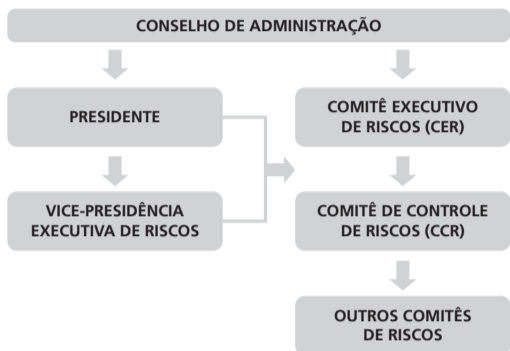 CONSELHO DE ADMINISTRAÇÃO
PRESIDENTE
COMITÊ EXECUTIVO
DE RISCOS (CER)
VICE-PRESIDÊNCIA
EXECUTIVA DE RISCOS
COMITÊ DE CONTROLE
DE RISCOS (CCR)
OUTROS COMITÊS
DE RISCOS